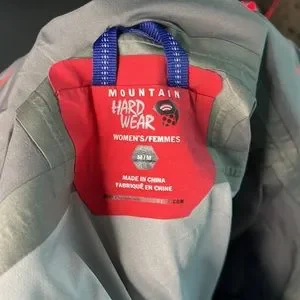 MOUNTAIN
HARD
WEAR
WOMEN'S/FEMMES
M/M
MADE IN CHINA
FABRIQUÉ EN CHINE